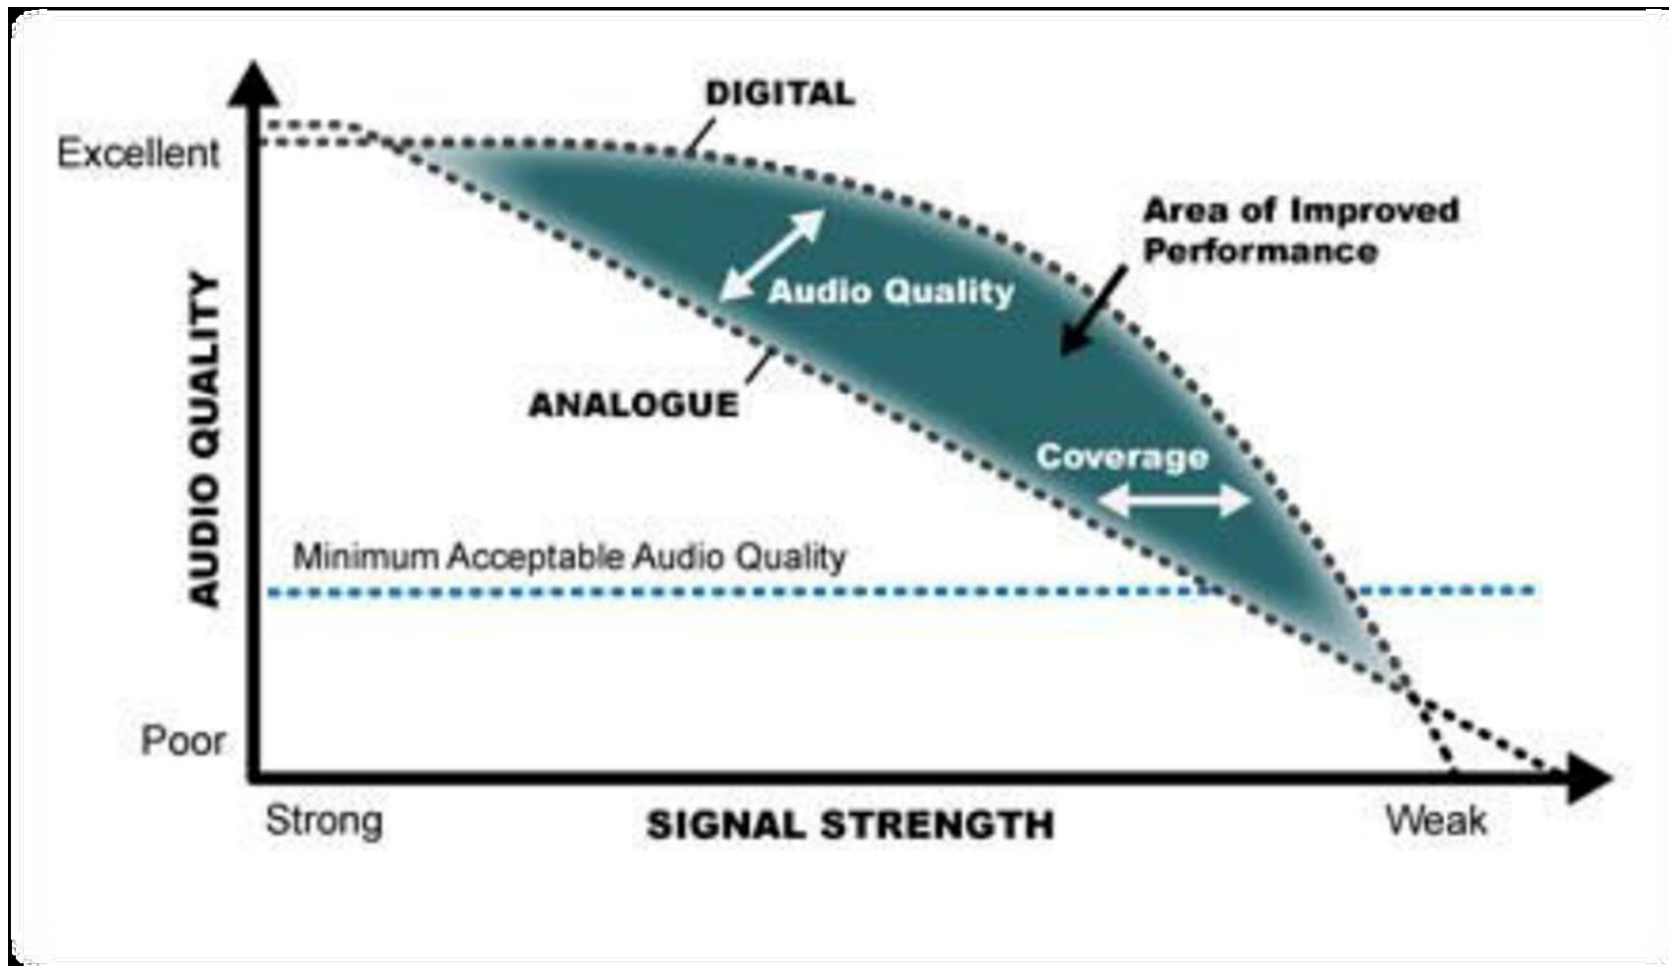 DIGITAL
Excellent
Area of Improved
Performance
Audio Quality
ANALOGUE
AUDIO QUALITY
Coverage
Minimum Acceptable Audio Quality
Poor
Strong
SIGNAL STRENGTH
Weak